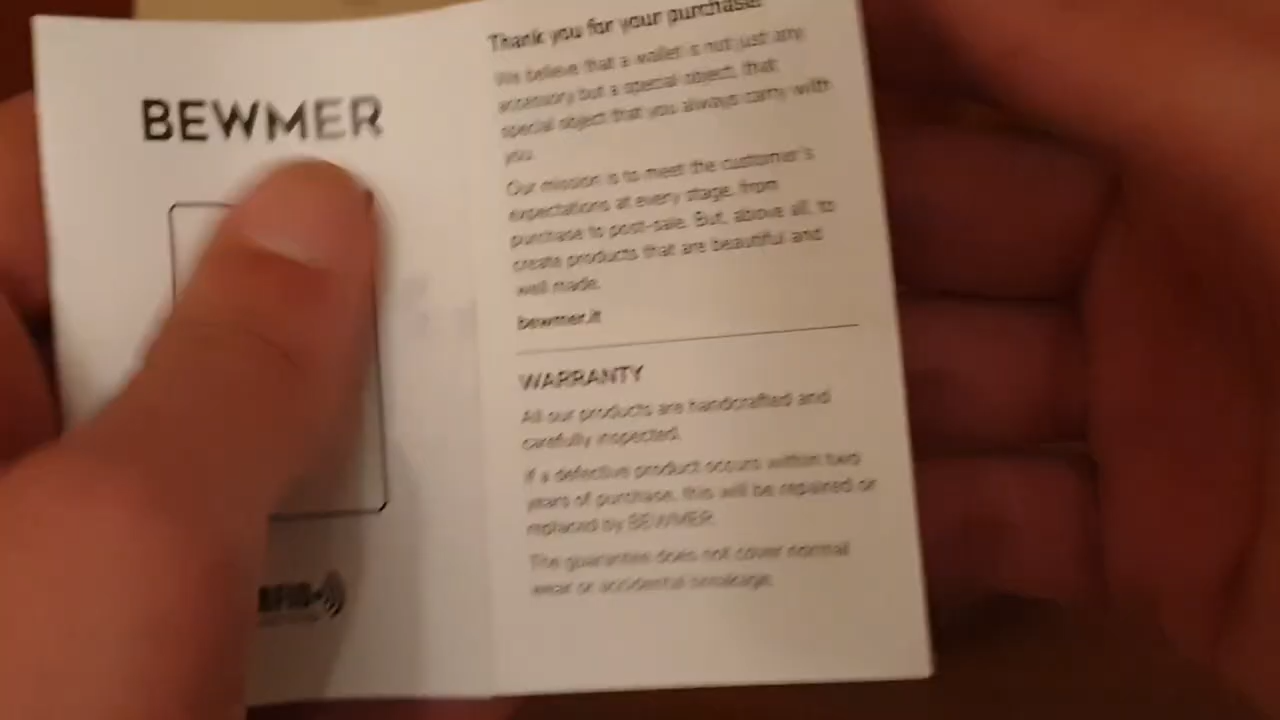 BEWMER
RFID
Thank you for your purchase!
We believe that a wallet is not just any
accessory but a special object, that
special object that you always carry with
you.
Our mission is to meet the customer's
expectations at every stage, from
purchase to post-sale. But, above all, to
create products that are beautiful and
well made.
bewmer.it
WARRANTY
All our products are handcrafted and
carefully inspected.
If a defective product occurs within two
years of purchase, this will be repaired or
replaced by BEWMER.
The guarantee does not cover normal
wear or accidental breakage.